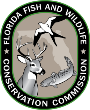 FLORIDA FISH AND WILDLIFE
CONSERVATION COMMISSION